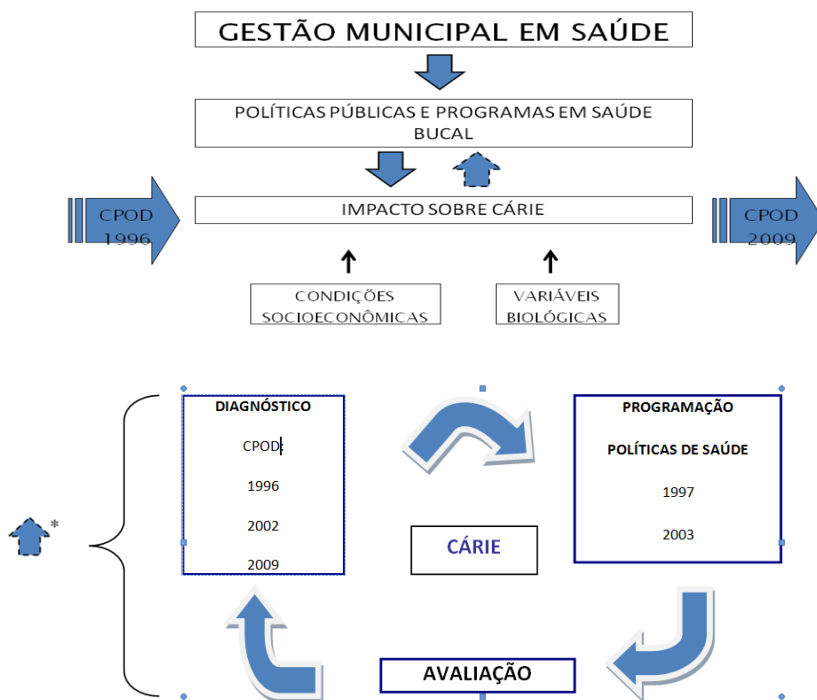 GESTÃO MUNICIPAL EM SAÚDE
POLÍTICAS PÚBLICAS E PROGRAMAS EM SAÚDE
BUCAL
CPOD
1996
IMPACTO SOBRE CÁRIE
CPOD
2009
CONDIÇÕES
SOCIOECONÔMICAS
VARIÁVEIS
BIOLÓGICAS
DIAGNÓSTICO
CPOD:
1996
2002
2009
PROGRAMAÇÃO
POLÍTICAS DE SAÚDE
1997
2003
*
CÁRIE
AVALIAÇÃO